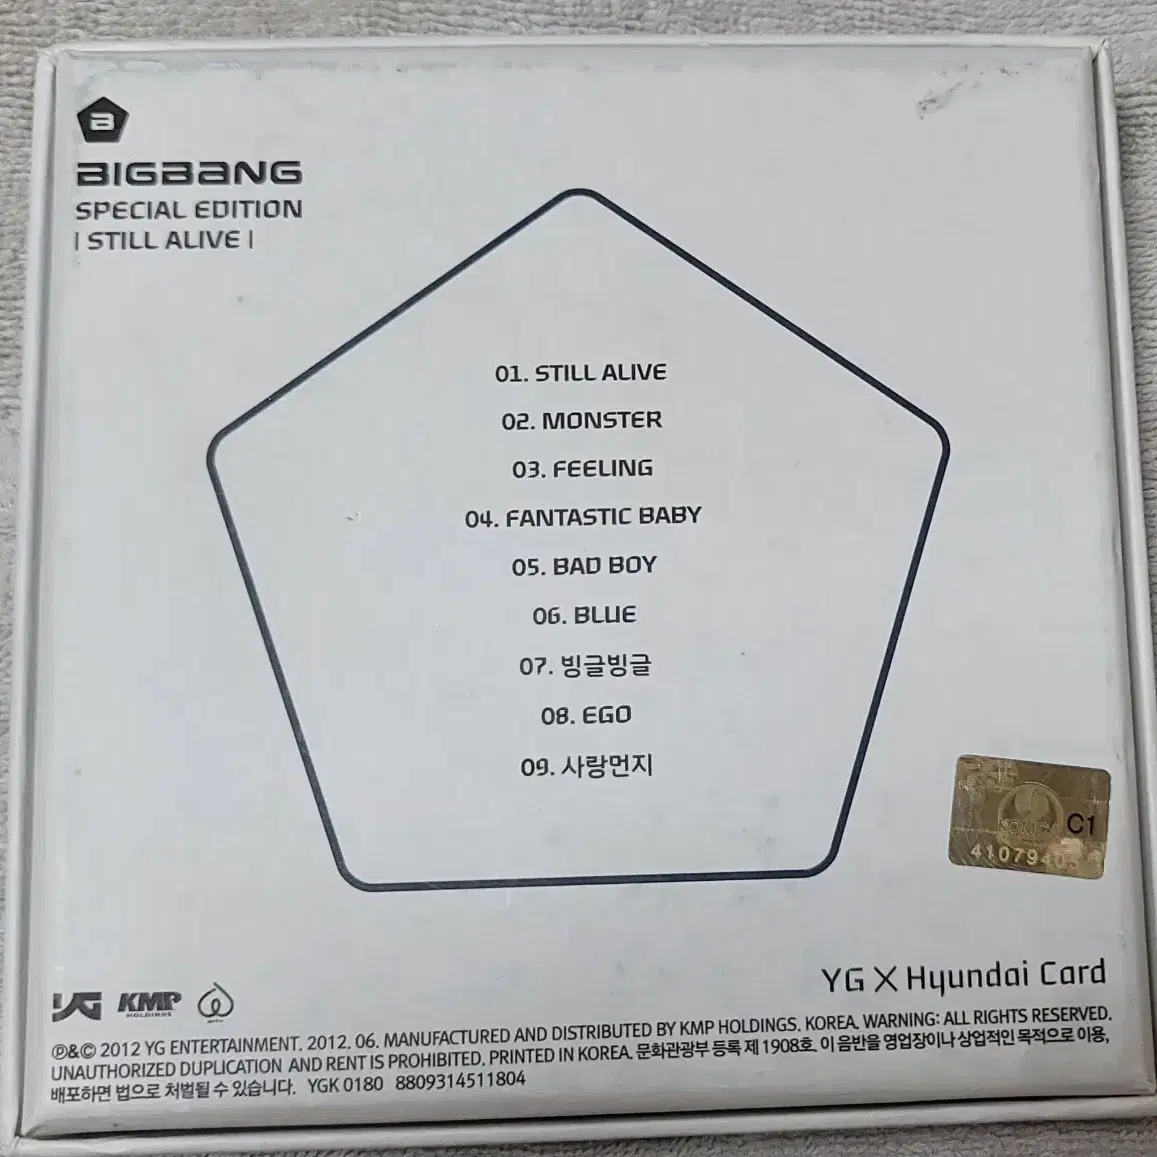 B
BIGBANG
SPECIAL EDITION
| STILL ALIVE |
01. STILL ALIVE
02. MONSTER
03. FEELING
04. FANTASTIC BABY
05. BAD BOY
06. BLUE
07. 빙글빙글
08. EGO
09. 사랑먼지
KOMCA C1
YG X Hyundai Card
YG KMP
HOLDINGS
℗&© 2012 YG ENTERTAINMENT. 2012. 06. MANUFACTURED AND DISTRIBUTED BY KMP HOLDINGS. KOREA. WARNING: ALL RIGHTS RESERVED.
UNAUTHORIZED DUPLICATION AND RENT IS PROHIBITED. PRINTED IN KOREA. 문화관광부 등록 제 1908호. 이 음반을 영업장이나 상업적인 목적으로 이용,
배포하면 법으로 처벌될 수 있습니다. YGK 0180 8809314511804